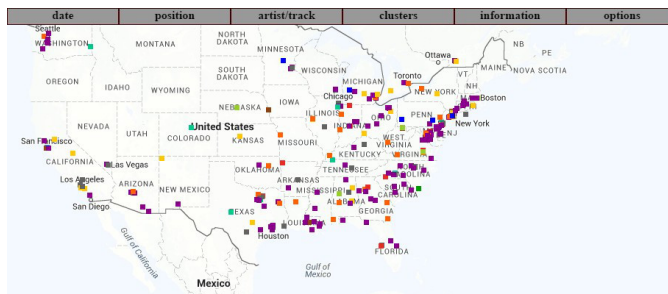 date position artist/track clusters information options
Seattle
WASHINGTON
MONTANA
NORTH
DAKOTA
MINNESOTA
Ottawa
NB
PE
MAINE
NOVA SCOTIA
OREGON
IDAHO
WYOMING
SOUTH
DAKOTA
WISCONSIN
MICHIGAN
Toronto
VT
NH
NEW YORK
Boston
NEBRASKA
IOWA
Chicago
ILLINOIS
OHIO
PENN
New York
NJ
NEVADA
UTAH
COLORADO
United States
KANSAS
MISSOURI
WEST
VIRGINIA
KENTUCKY
VIRGINIA
San Francisco
CALIFORNIA
Las Vegas
Los Angeles
San Diego
ARIZONA
NEW MEXICO
OKLAHOMA
ARKANSAS
TENNESSEE
MISSISSIPPI
ALABAMA
CAROLINA
GEORGIA
TEXAS
LOUISIANA
Houston
FLORIDA
Gulf of California
Gulf of
Mexico
Mexico